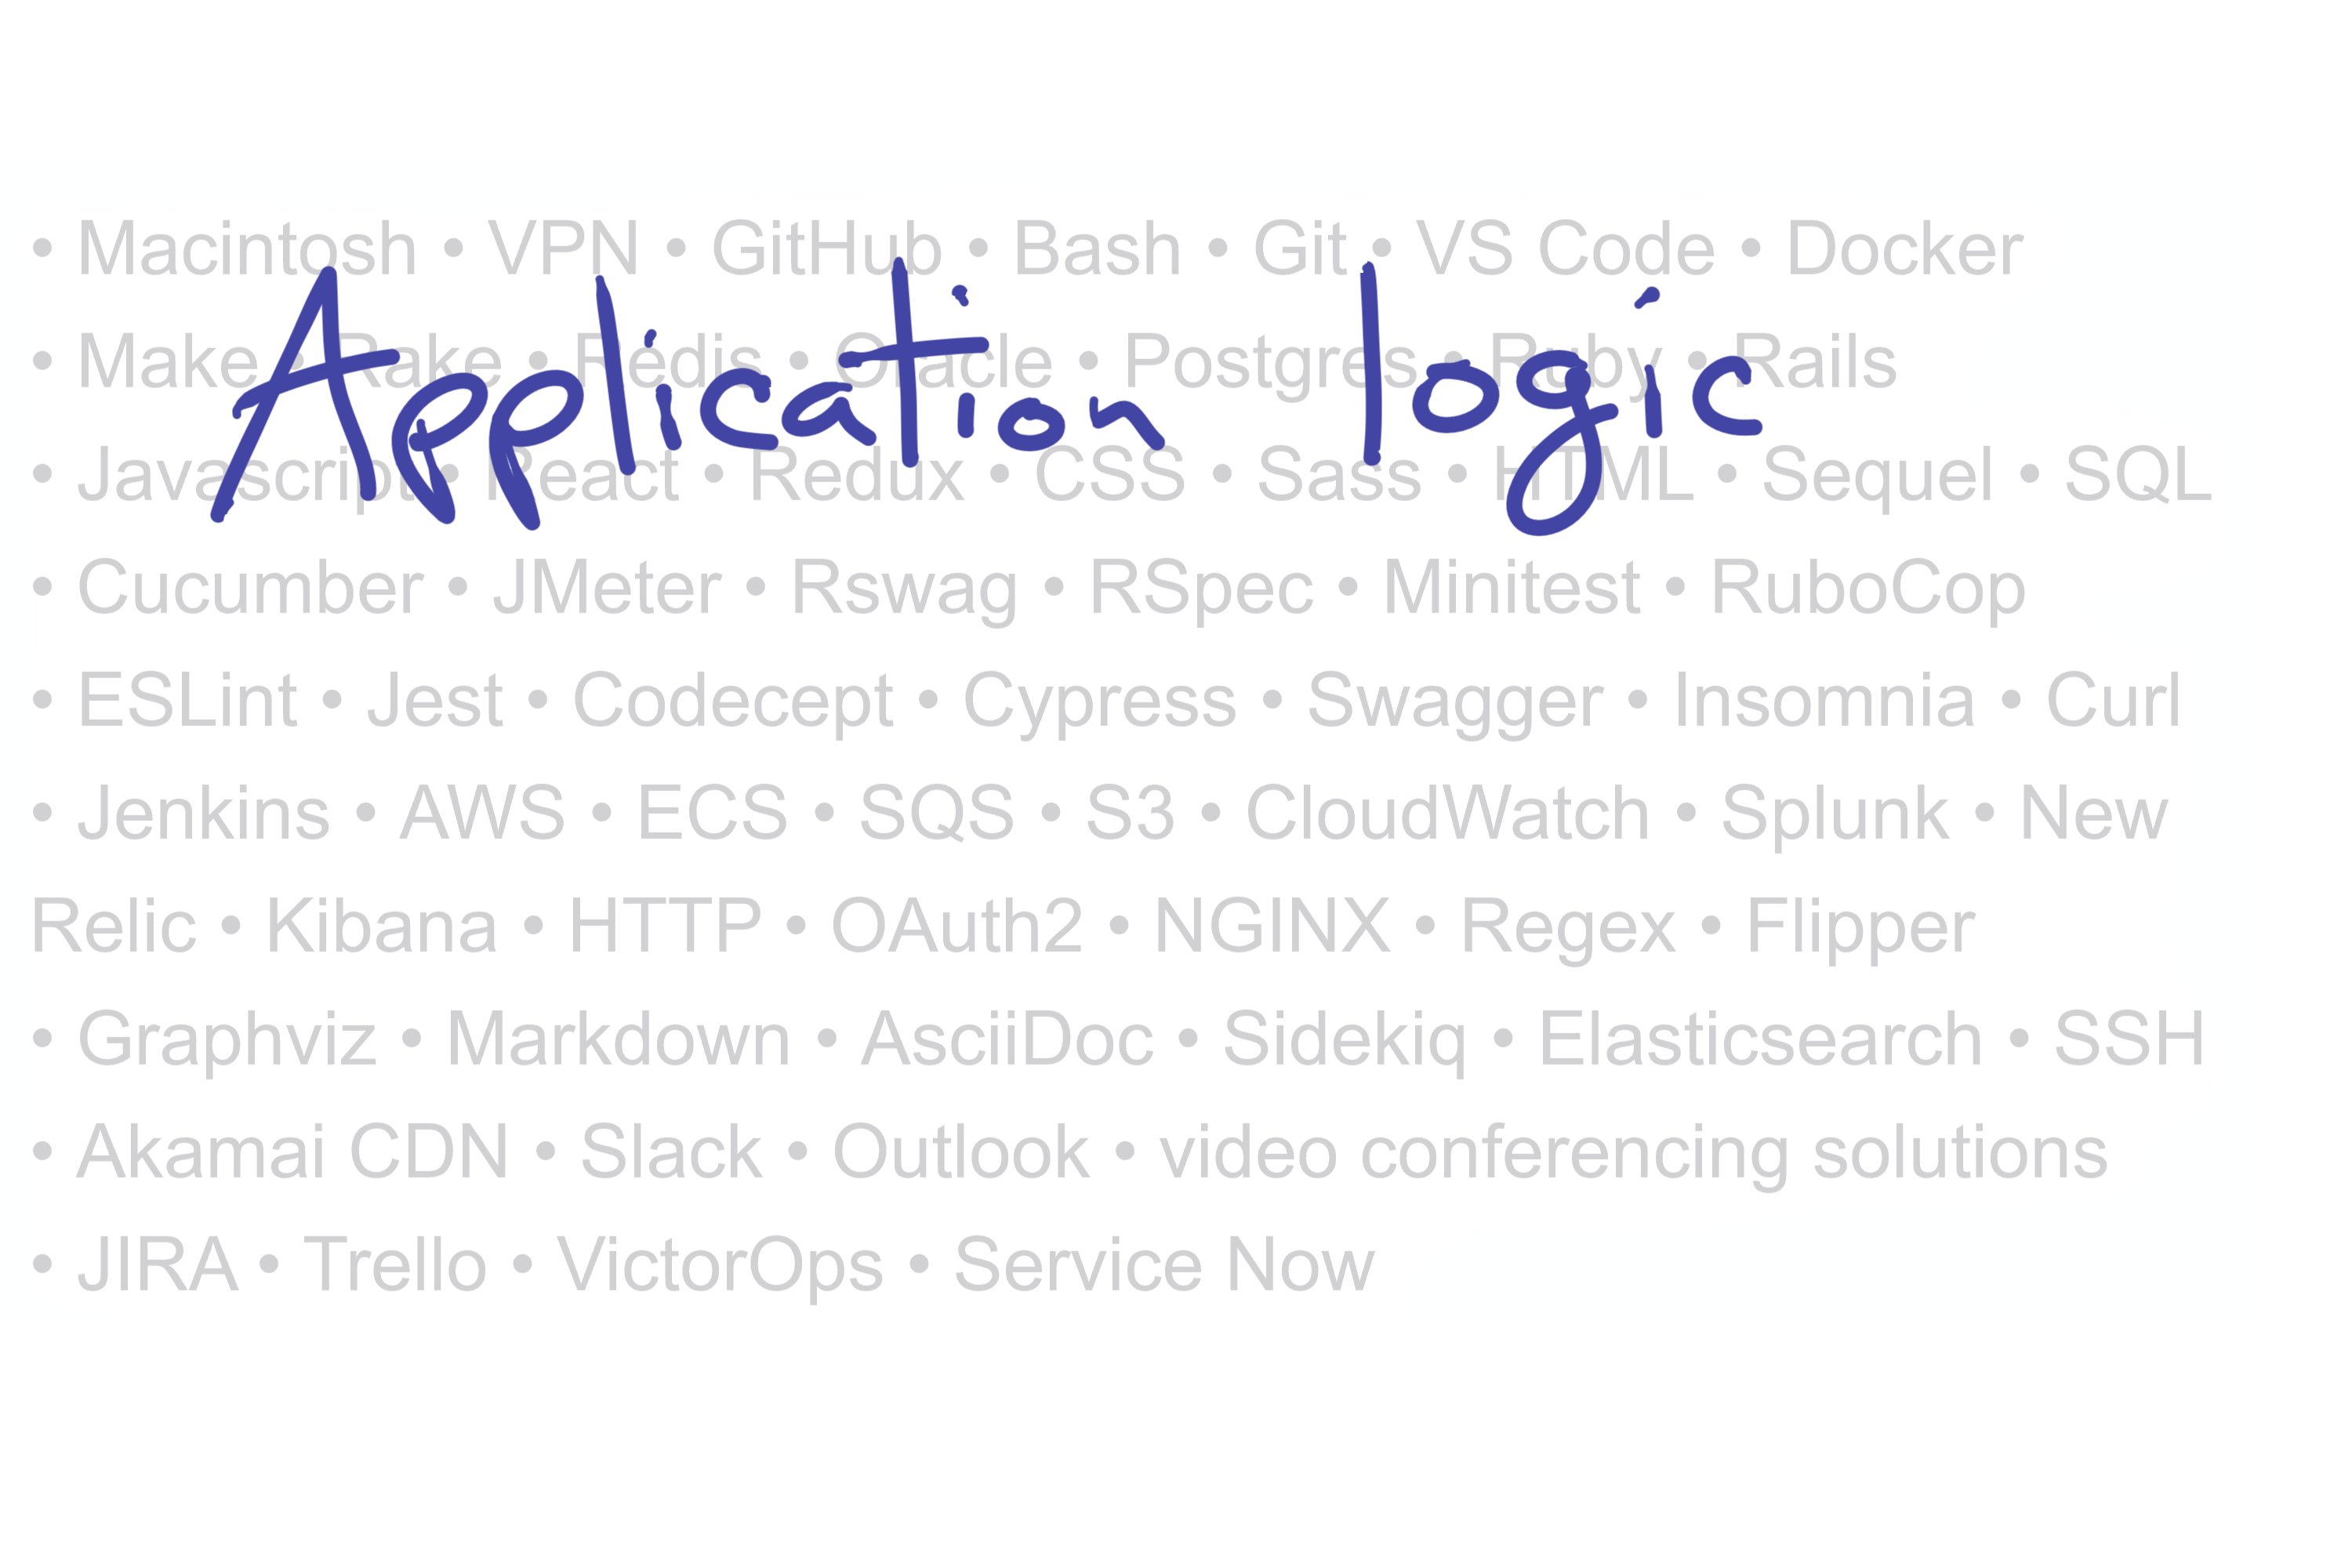 • Macintosh • VPN • GitHub • Bash • Git • VS Code • Docker
Application logic
• Make • Rake • Redis • Oracle • Postgres • Ruby • Rails
• Javascript • React • Redux • CSS • Sass • HTML • Sequel • SQL
• Cucumber • JMeter • Rswag • RSpec • Minitest • RuboCop
• ESLint • Jest • Codecept • Cypress • Swagger • Insomnia • Curl
• Jenkins • AWS • ECS • SQS • S3 • CloudWatch • Splunk • New
Relic • Kibana • HTTP • OAuth2 • NGINX • Regex • Flipper
• Graphviz • Markdown • AsciiDoc • Sidekiq • Elasticsearch • SSH
• Akamai CDN • Slack • Outlook • video conferencing solutions
• JIRA • Trello • VictorOps • Service Now